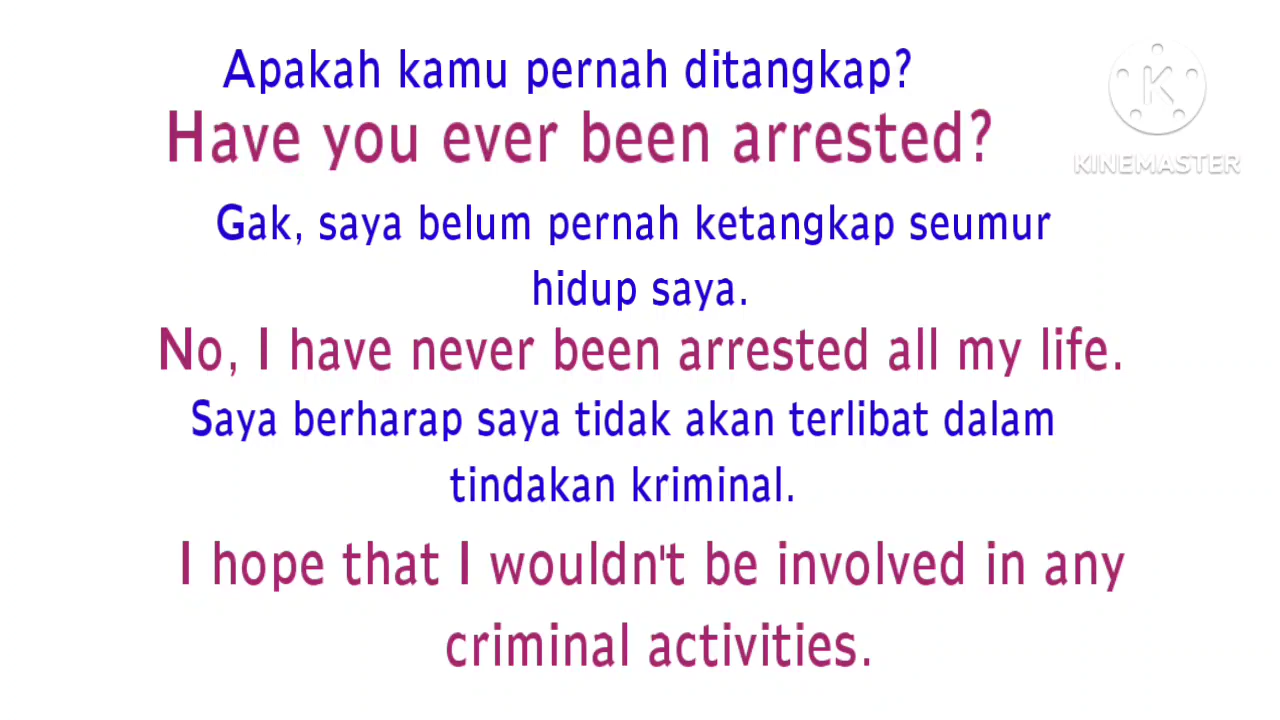 Apakah kamu pernah ditangkap?
Have you ever been arrested?
Gak, saya belum pernah ketangkap seumur
hidup saya.
No, I have never been arrested all my life.
Saya berharap saya tidak akan terlibat dalam
tindakan kriminal.
I hope that I wouldn't be involved in any
criminal activities.
K
KINEMASTER